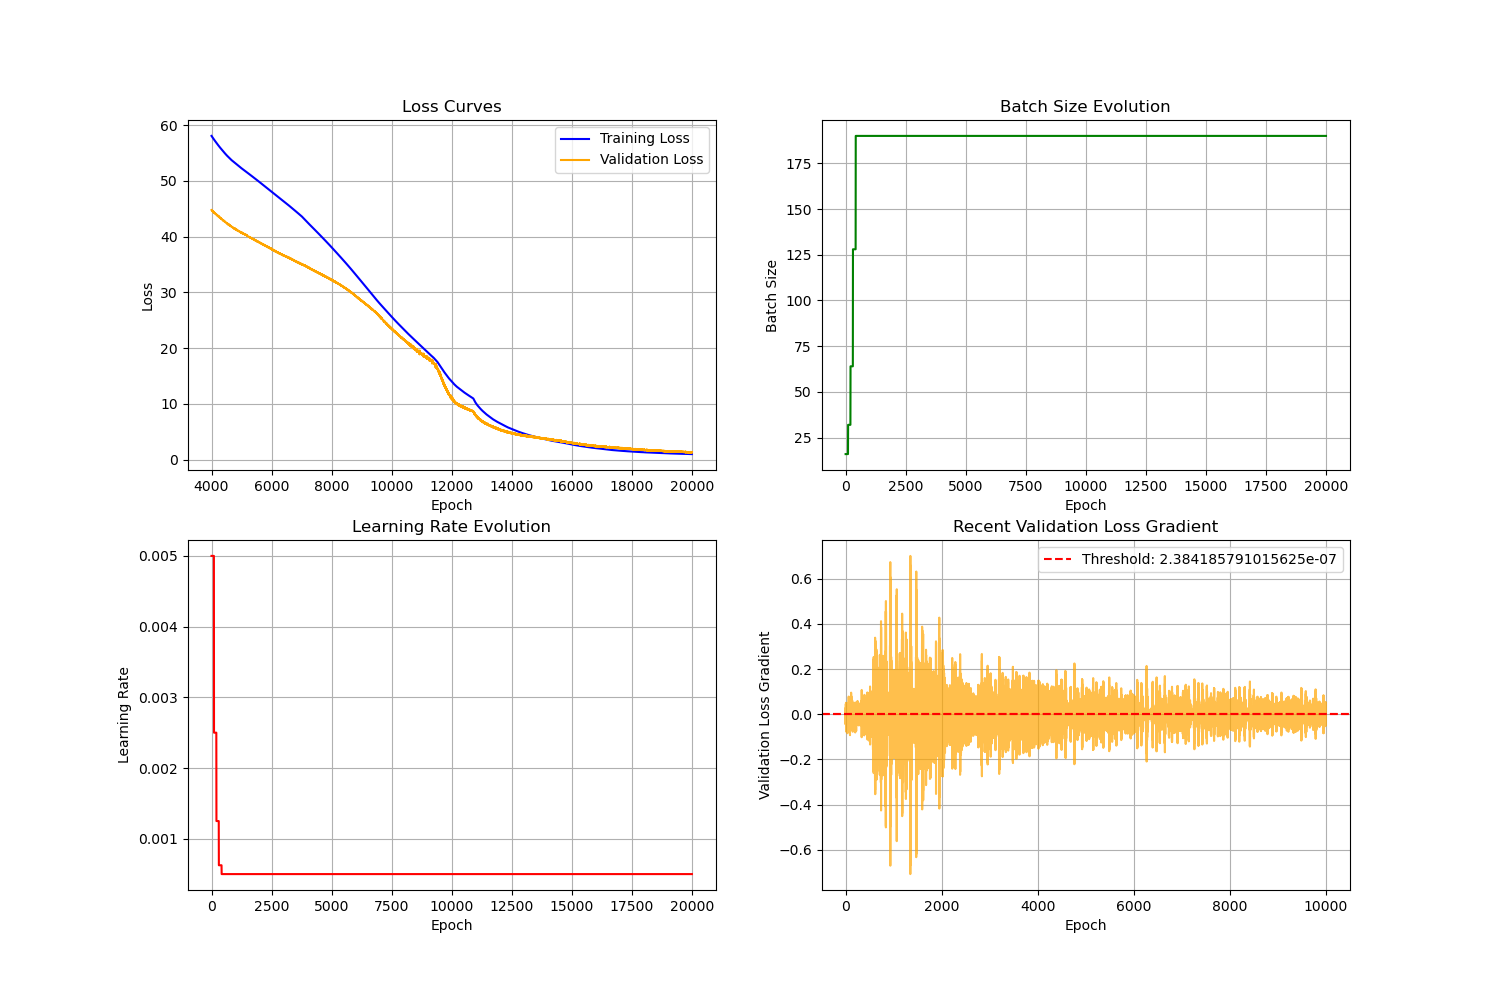 Loss Curves
Training Loss
Validation Loss
60
50
40
30
20
10
0
Loss
4000 6000 8000 10000 12000 14000 16000 18000 20000
Epoch
Batch Size Evolution
175
150
125
100
75
50
25
Batch Size
0 2500 5000 7500 10000 12500 15000 17500 20000
Epoch
Learning Rate Evolution
0.005
0.004
0.003
0.002
0.001
Learning Rate
0 2500 5000 7500 10000 12500 15000 17500 20000
Epoch
Recent Validation Loss Gradient
Threshold: 2.384185791015625e-07
0.6
0.4
0.2
0.0
−0.2
−0.4
−0.6
Validation Loss Gradient
0 2000 4000 6000 8000 10000
Epoch